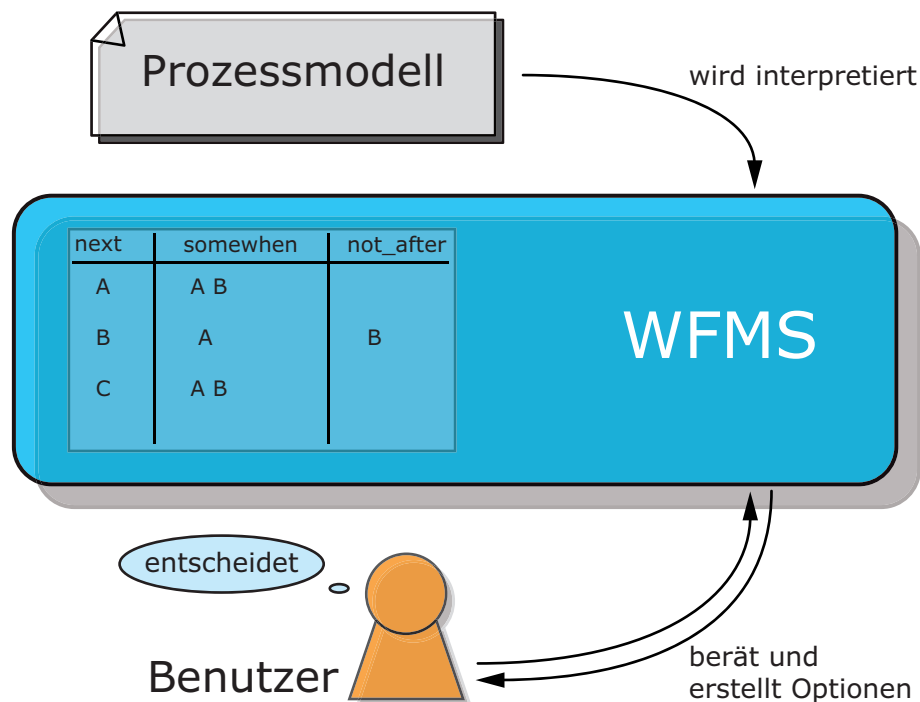 Prozessmodell
wird interpretiert
next somewhen not_after
A A B
B A B
C A B
WFMS
entscheidet
Benutzer
berät und
erstellt Optionen